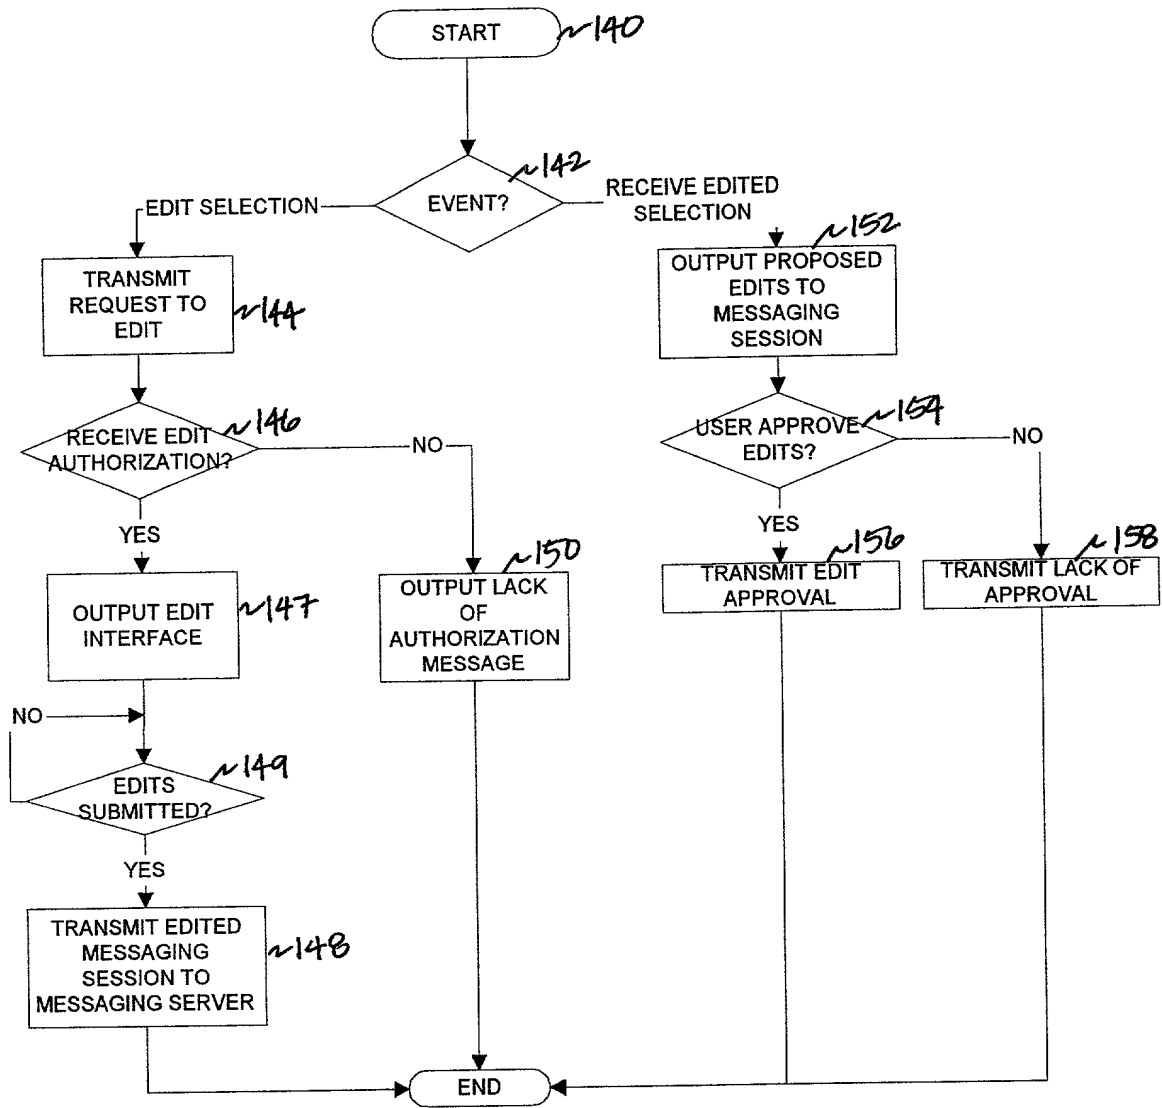 START
~140
~142
EVENT?
EDIT SELECTION
RECEIVE EDITED
SELECTION
~152
TRANSMIT
REQUEST TO
EDIT
~144
OUTPUT PROPOSED
EDITS TO
MESSAGING
SESSION
~146
RECEIVE EDIT
AUTHORIZATION?
NO
~154
USER APPROVE
EDITS?
NO
YES
YES
~150
~156
~158
OUTPUT EDIT
INTERFACE
~147
OUTPUT LACK
OF
AUTHORIZATION
MESSAGE
TRANSMIT EDIT
APPROVAL
TRANSMIT LACK OF
APPROVAL
NO
~149
EDITS
SUBMITTED?
YES
TRANSMIT EDITED
MESSAGING
SESSION TO
MESSAGING SERVER
~148
END